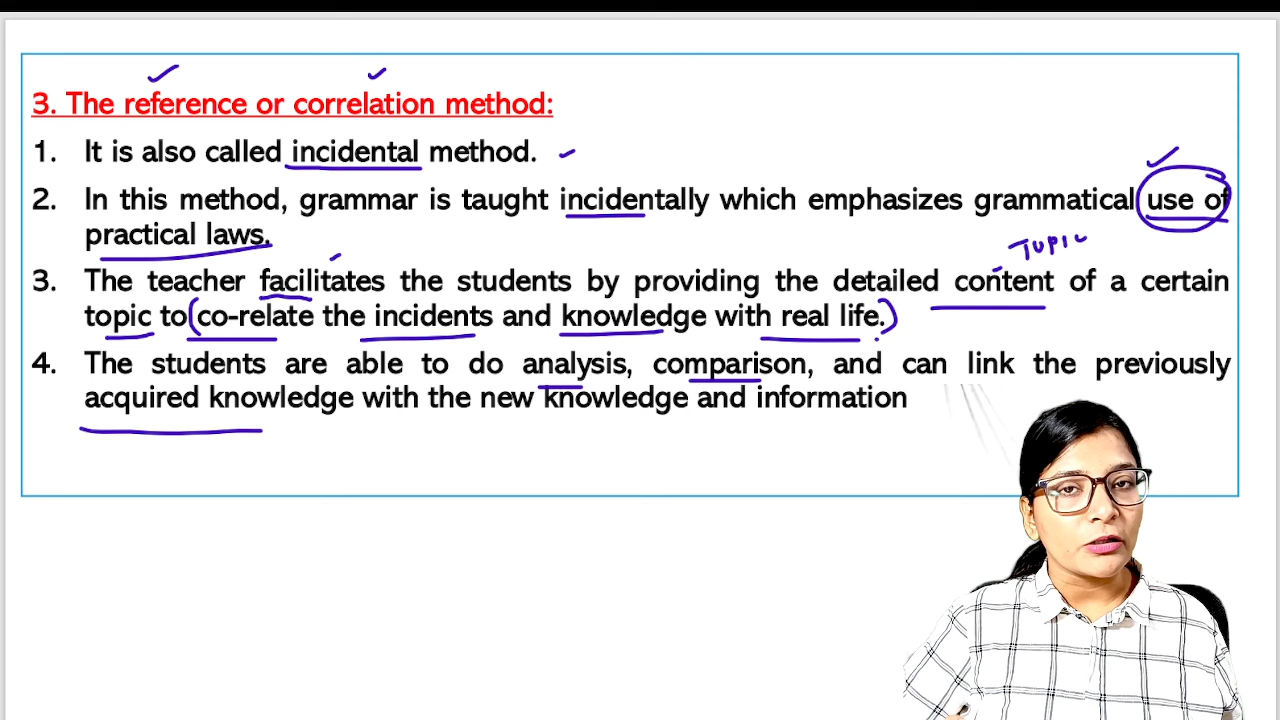 3. The reference or correlation method:
1. It is also called incidental method.
2. In this method, grammar is taught incidentally which emphasizes grammatical use of
practical laws.
TOPIC
3. The teacher facilitates the students by providing the detailed content of a certain
topic to (co-relate the incidents and knowledge with real life.)
4. The students are able to do analysis, comparison, and can link the previously
acquired knowledge with the new knowledge and information